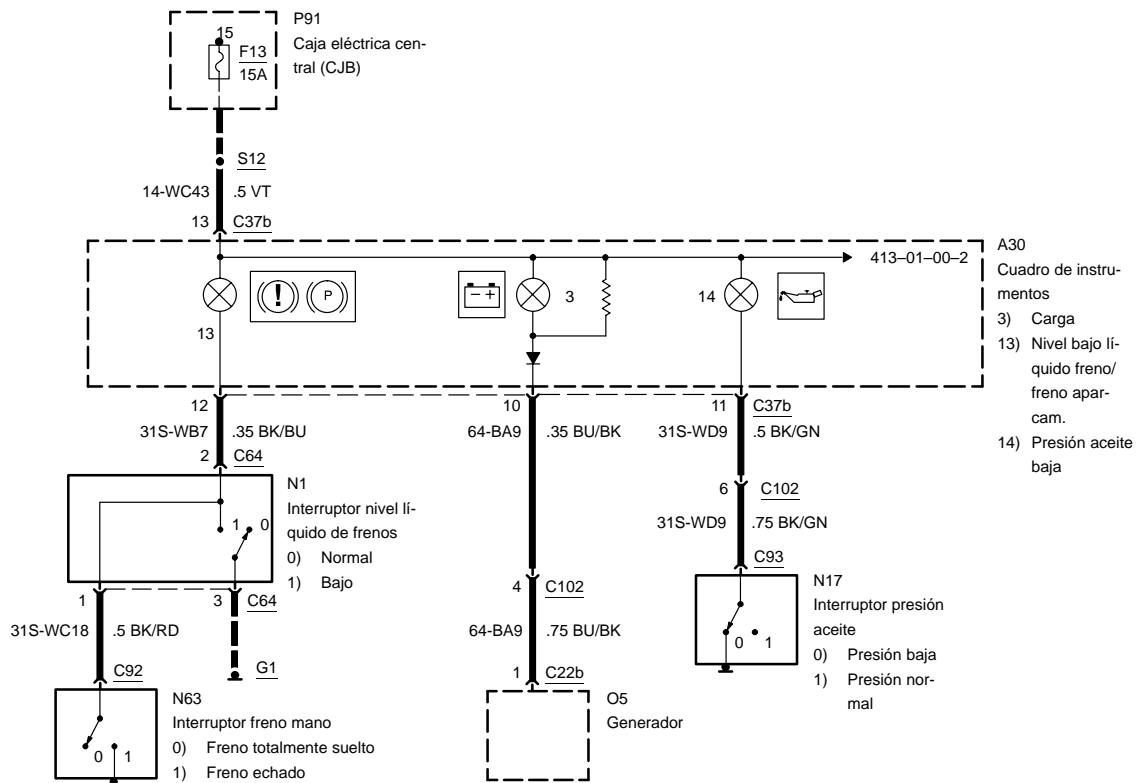 P91
Caja eléctrica cen-
tral (CJB)
15
F13
15A
S12
14-WC43 .5 VT
13 C37b
A30
Cuadro de instru-
mentos
3) Carga
13) Nivel bajo lí-
quido freno/
freno apar-
cam.
14) Presión aceite
baja
413–01–00–2
! P
- +
3
14
13
12
10
11 C37b
31S-WB7 .35 BK/BU
64-BA9 .35 BU/BK
31S-WD9 .5 BK/GN
2 C64
N1
Interruptor nivel lí-
quido de frenos
0) Normal
1) Bajo
1 0
6 C102
31S-WD9 .75 BK/GN
C93
N17
Interruptor presión
aceite
0) Presión baja
1) Presión nor-
mal
0 1
1
3 C64
4 C102
31S-WC18 .5 BK/RD
64-BA9 .75 BU/BK
C92
G1
1 C22b
N63
Interruptor freno mano
0) Freno totalmente suelto
1) Freno echado
0 1
O5
Generador